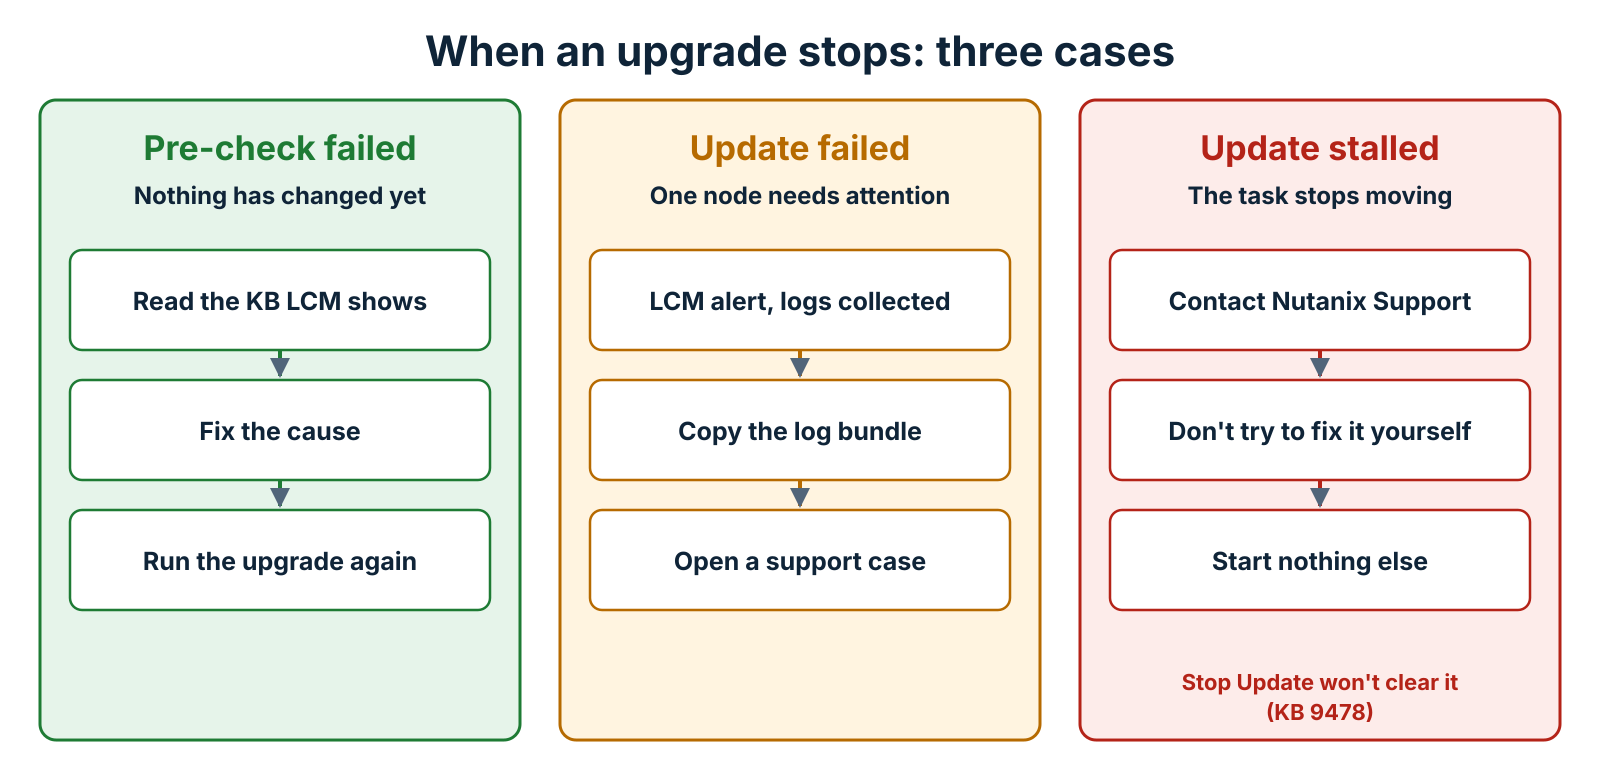 When an upgrade stops: three cases
Pre-check failed
Nothing has changed yet
Read the KB LCM shows
Fix the cause
Run the upgrade again
Update failed
One node needs attention
LCM alert, logs collected
Copy the log bundle
Open a support case
Update stalled
The task stops moving
Contact Nutanix Support
Don't try to fix it yourself
Start nothing else
Stop Update won't clear it
(KB 9478)